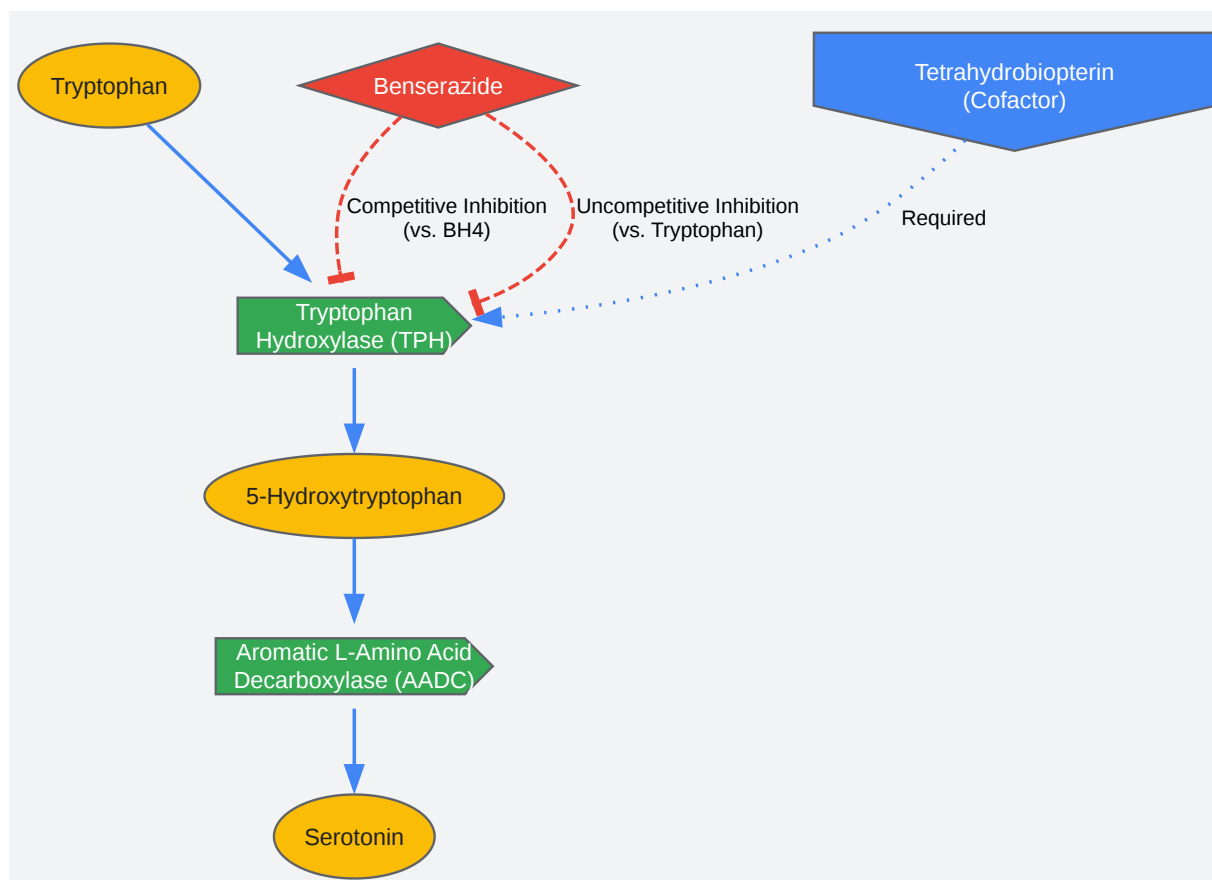 Tryptophan
Benserazide
Tetrahydrobiopterin
(Cofactor)
Competitive Inhibition
(vs. BH4)
Uncompetitive Inhibition
(vs. Tryptophan)
Required
Tryptophan
Hydroxylase (TPH)
5-Hydroxytryptophan
Aromatic L-Amino Acid
Decarboxylase (AADC)
Serotonin